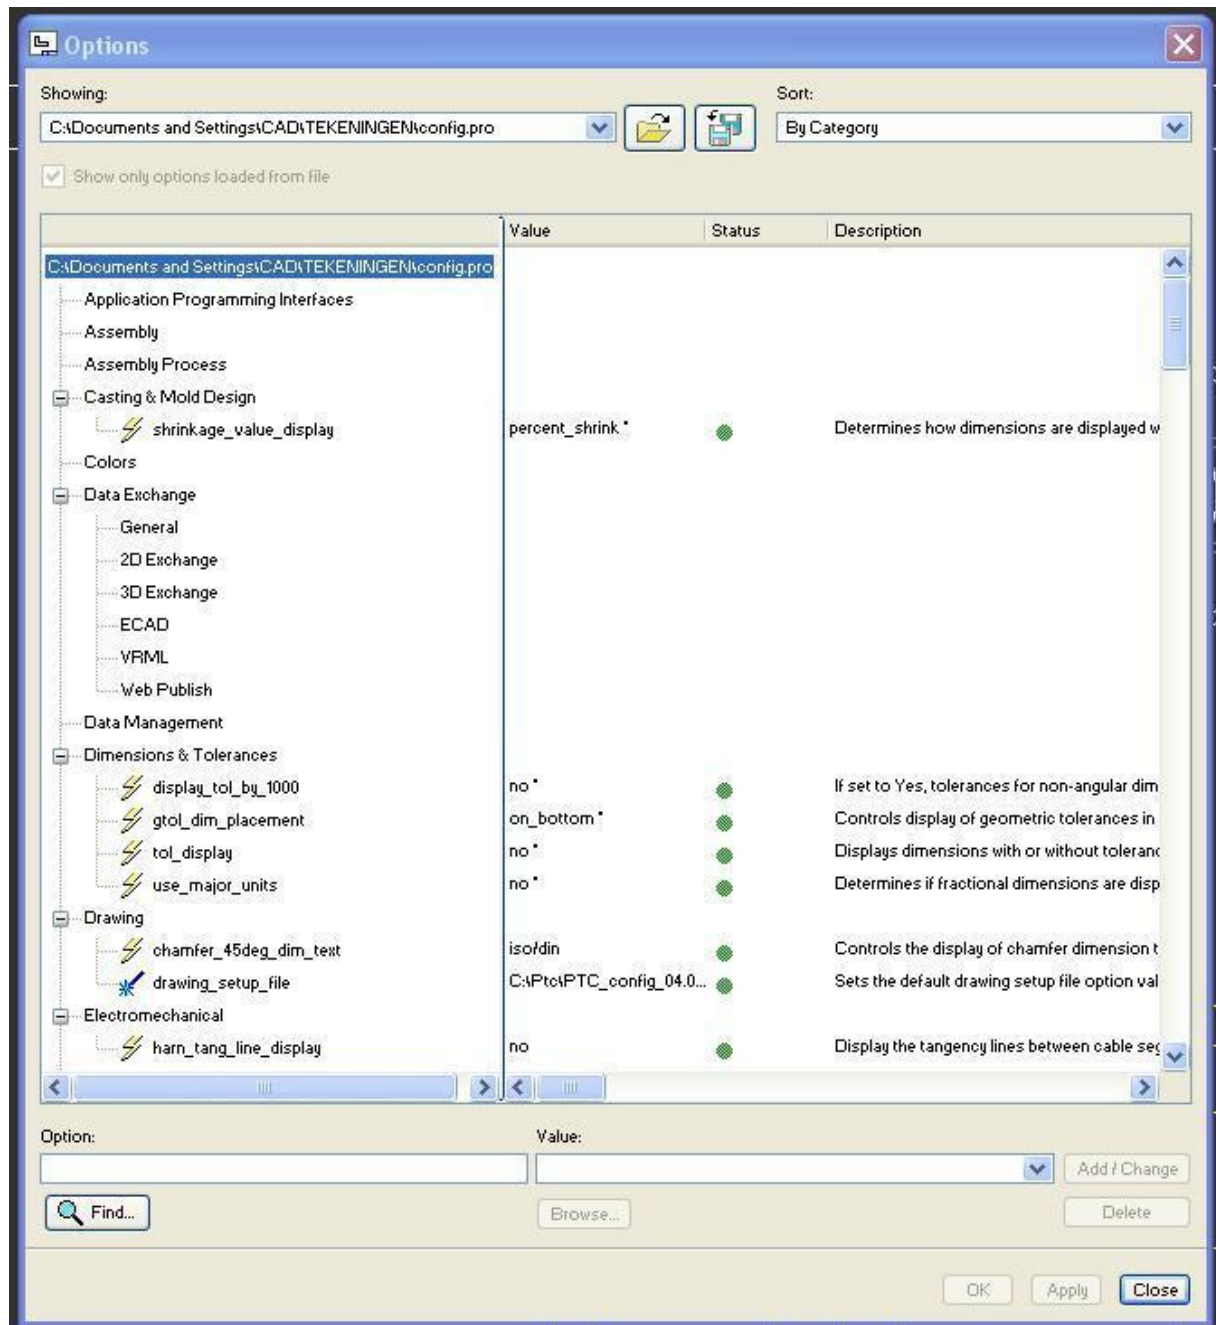 Options
Showing:
Sort:
C:\Documents and Settings\CAD\TEKENINGEN\config.pro
By Category
Show only options loaded from file
Value Status Description
C:\Documents and Settings\CAD\TEKENINGEN\config.pro
Application Programming Interfaces
Assembly
Assembly Process
Casting & Mold Design
shrinkage_value_display percent_shrink * Determines how dimensions are displayed w
Colors
Data Exchange
General
2D Exchange
3D Exchange
ECAD
VRML
Web Publish
Data Management
Dimensions & Tolerances
display_tol_by_1000 no * If set to Yes, tolerances for non-angular dim
gtol_dim_placement on_bottom * Controls display of geometric tolerances in
tol_display no * Displays dimensions with or without toleranc
use_major_units no * Determines if fractional dimensions are disp
Drawing
chamfer_45deg_dim_text iso/din Controls the display of chamfer dimension t
drawing_setup_file C:\Ptc\PTC_config_04.0... Sets the default drawing setup file option val
Electromechanical
harn_tang_line_display no Display the tangency lines between cable seg
Option: Value:
Add / Change
Find... Browse... Delete
OK Apply Close